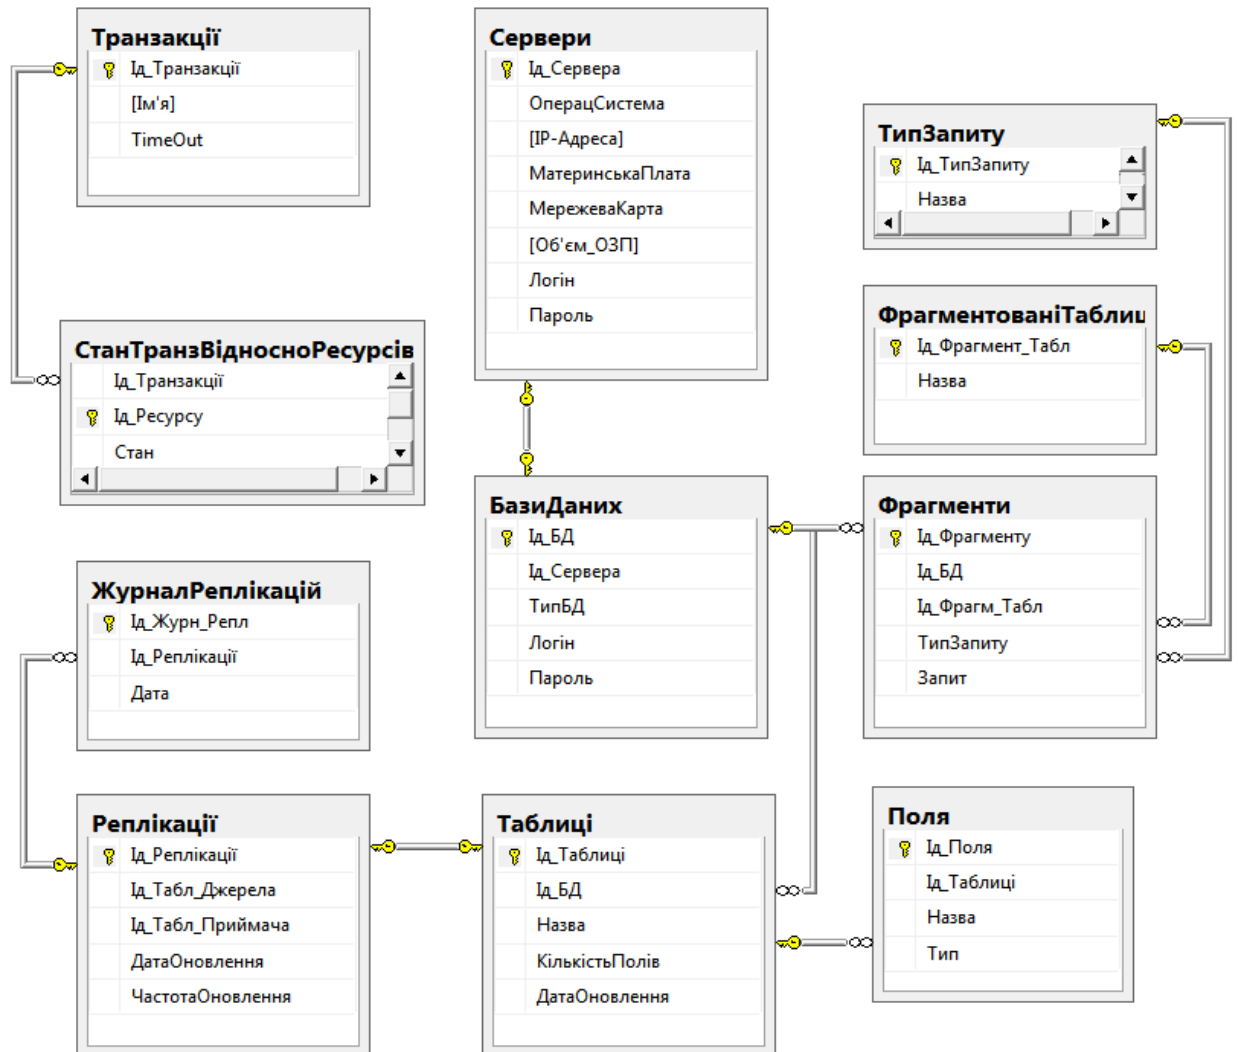 Транзакції
Ід_Транзакції
[Ім'я]
TimeOut
Сервери
Ід_Сервера
ОперацСистема
[IP-Адреса]
МатеринськаПлата
МережеваКарта
[Об'єм_ОЗП]
Логін
Пароль
ТипЗапиту
Ід_ТипЗапиту
Назва
ФрагментованіТаблиц
Ід_Фрагмент_Табл
Назва
СтанТранзВідносноРесурсів
Ід_Транзакції
Ід_Ресурсу
Стан
БазиДаних
Ід_БД
Ід_Сервера
ТипБД
Логін
Пароль
Фрагменти
Ід_Фрагменту
Ід_БД
Ід_Фрагм_Табл
ТипЗапиту
Запит
ЖурналРеплікацій
Ід_Журн_Репл
Ід_Реплікації
Дата
Реплікації
Ід_Реплікації
Ід_Табл_Джерела
Ід_Табл_Приймача
ДатаОновлення
ЧастотаОновлення
Таблиці
Ід_Таблиці
Ід_БД
Назва
КількістьПолів
ДатаОновлення
Поля
Ід_Поля
Ід_Таблиці
Назва
Тип